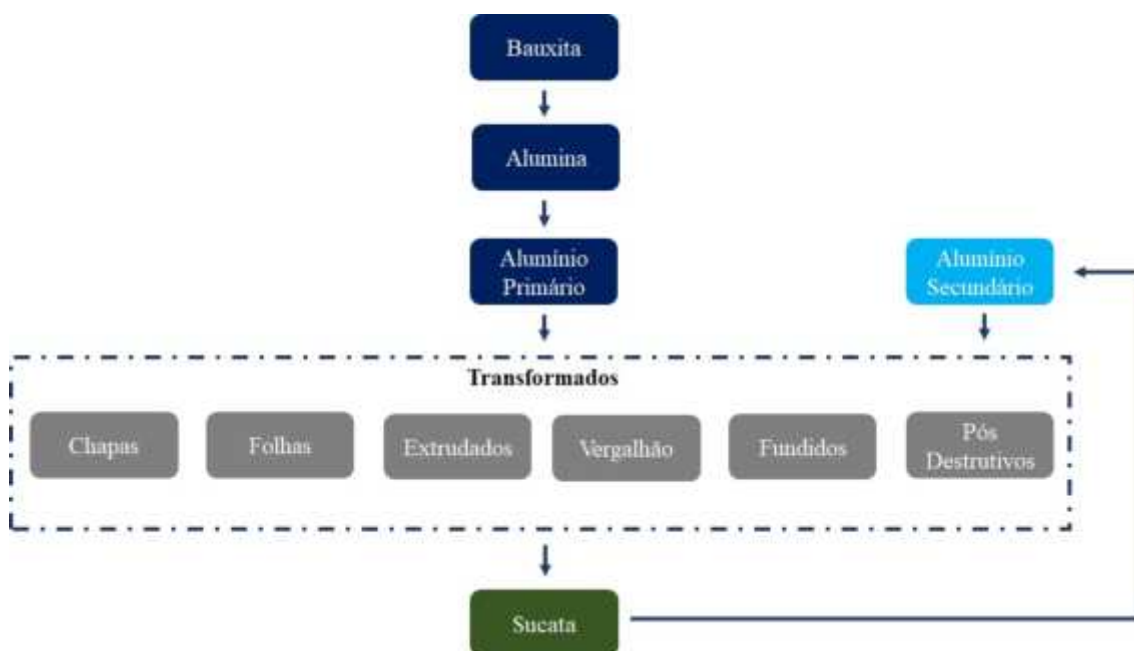 Bauxita
Alumina
Alumínio
Primário
Alumínio
Secundário
Transformados
Chapas
Folhas
Extrudados
Vergalhão
Fundidos
Pós
Destrutivos
Sucata